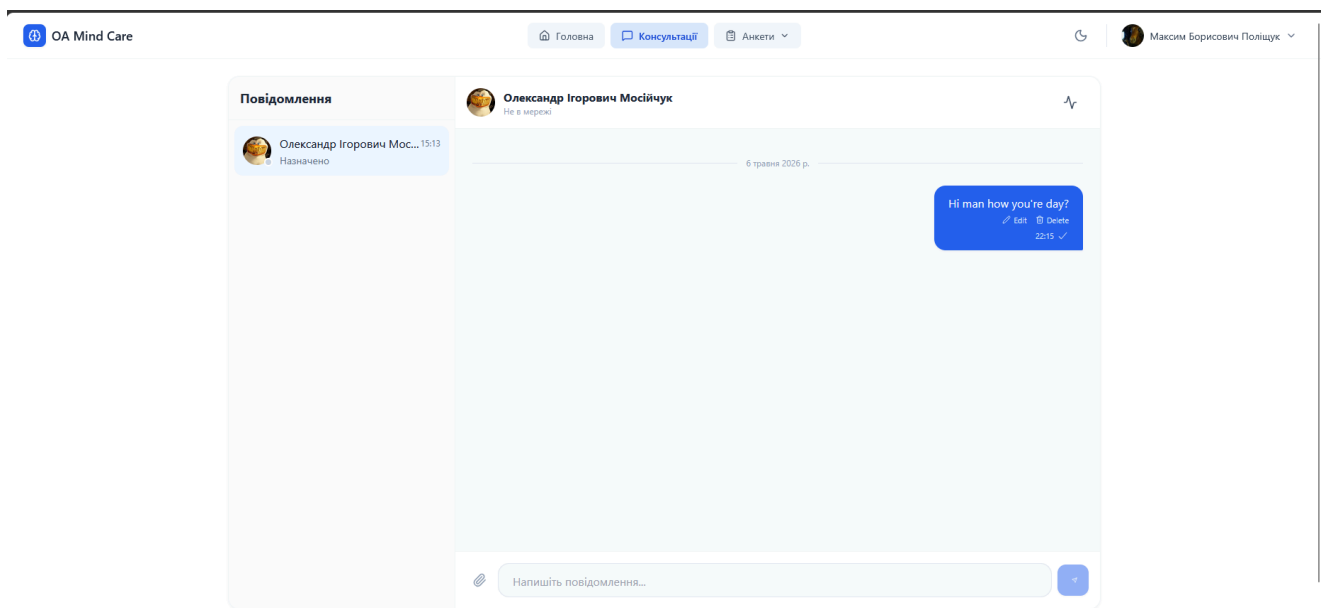 OA Mind Care
Головна
Консультації
Анкети
Максим Борисович Поліщук
Повідомлення
Олександр Ігорович Мос... 15:13
Назначено
Олександр Ігорович Мосійчук
Не в мережі
6 травня 2026 р.
Hi man how you're day?
Edit Delete
22:15
Напишіть повідомлення...